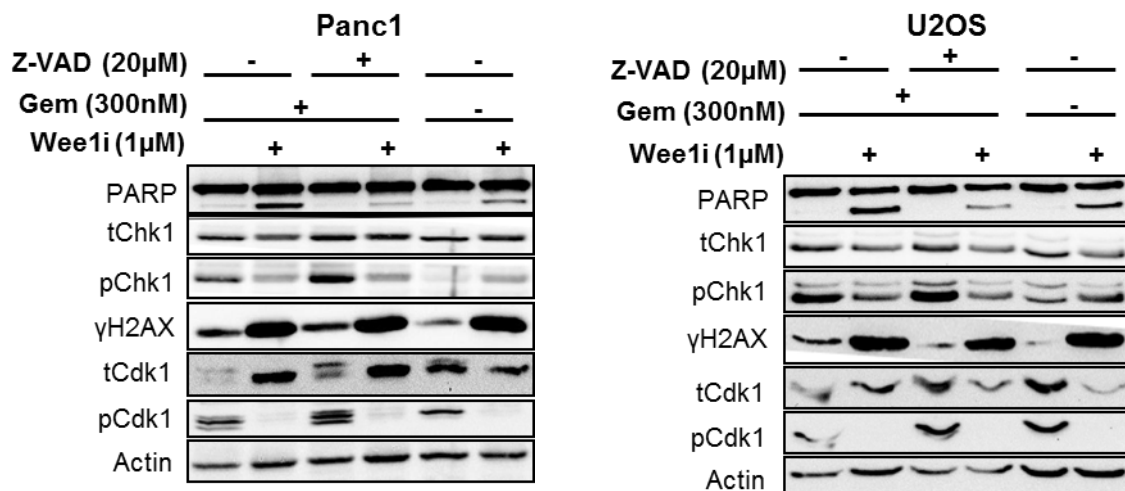 Panc1
Z-VAD (20µM) - + -
Gem (300nM) + -
Wee1i (1µM) + + +
PARP
tChk1
pChk1
γH2AX
tCdk1
pCdk1
Actin
U2OS
Z-VAD (20µM) - + -
Gem (300nM) + -
Wee1i (1µM) + + +
PARP
tChk1
pChk1
γH2AX
tCdk1
pCdk1
Actin